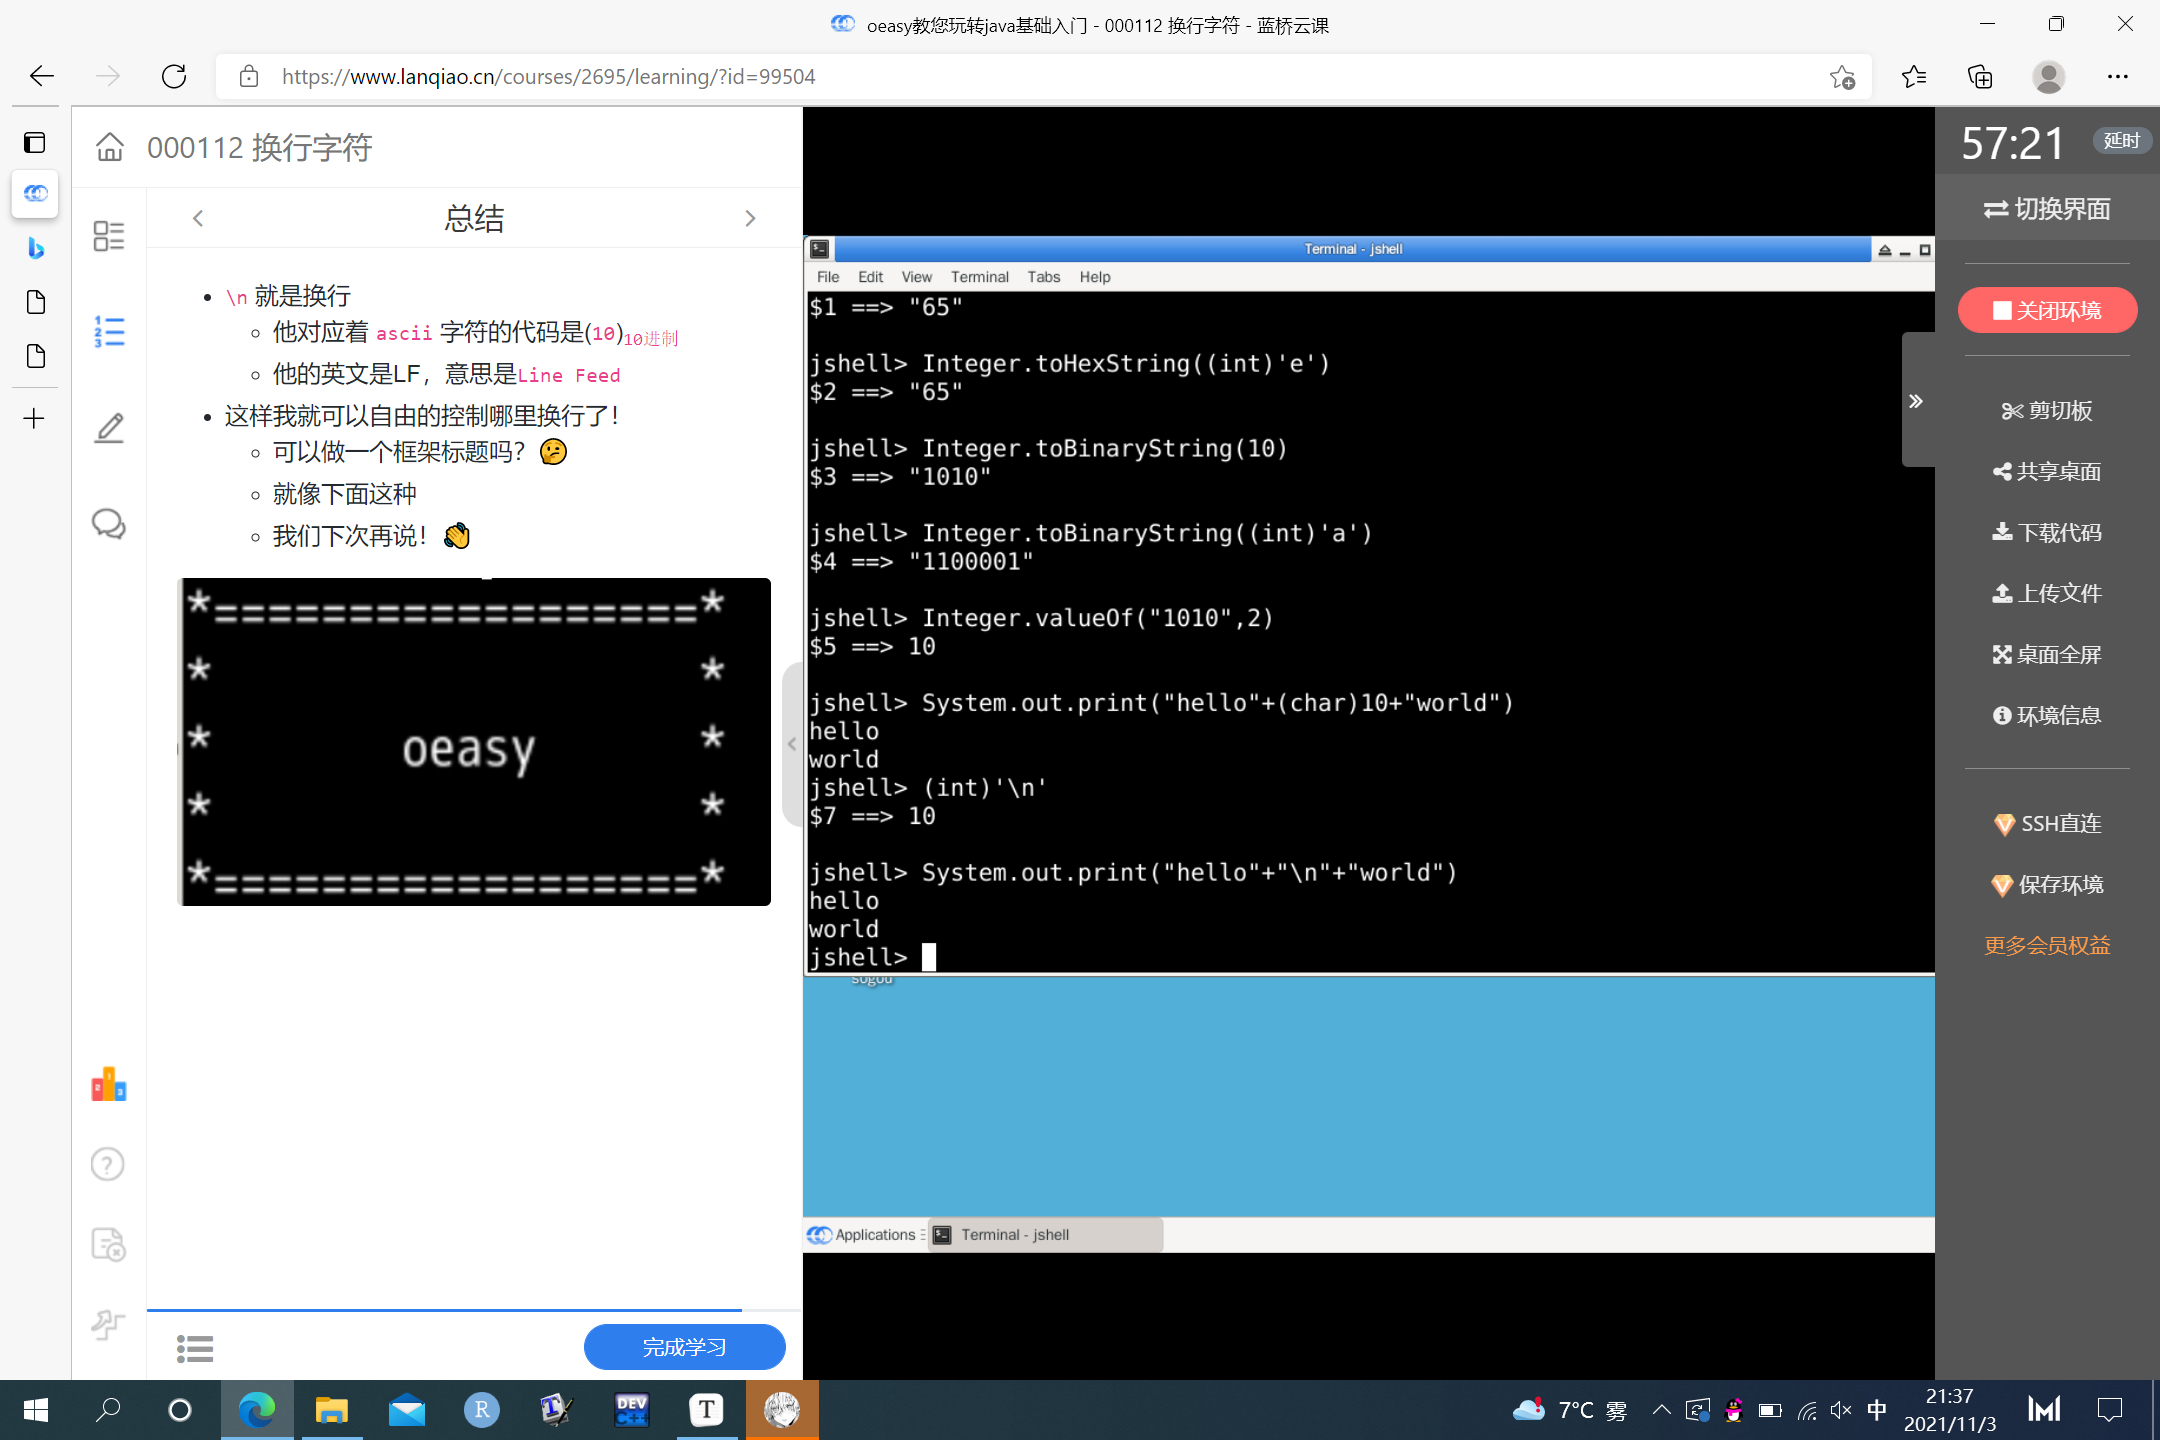 oeasy教您玩转java基础入门 - 000112 换行字符 - 蓝桥云课
https://www.lanqiao.cn/courses/2695/learning/?id=99504
000112 换行字符
总结
\n 就是换行
他对应着 ascii 字符的代码是(10)10进制
他的英文是LF，意思是Line Feed
这样我就可以自由的控制哪里换行了！
可以做一个框架标题吗？🤔
就像下面这种
我们下次再说！👏
*==================*
* *
* oeasy *
* *
*==================*
完成学习
Terminal - jshell
File Edit View Terminal Tabs Help
$1 ==> "65"
jshell> Integer.toHexString((int)'e')
$2 ==> "65"
jshell> Integer.toBinaryString(10)
$3 ==> "1010"
jshell> Integer.toBinaryString((int)'a')
$4 ==> "1100001"
jshell> Integer.valueOf("1010",2)
$5 ==> 10
jshell> System.out.print("hello"+(char)10+"world")
hello
world
jshell> (int)'\n'
$7 ==> 10
jshell> System.out.print("hello"+"\n"+"world")
hello
world
jshell>
sogou
Applications
Terminal - jshell
57:21 延时
切换界面
关闭环境
剪切板
共享桌面
下载代码
上传文件
桌面全屏
环境信息
SSH直连
保存环境
更多会员权益
R
DEV C++
T
7°C 雾
中
21:37
2021/11/3